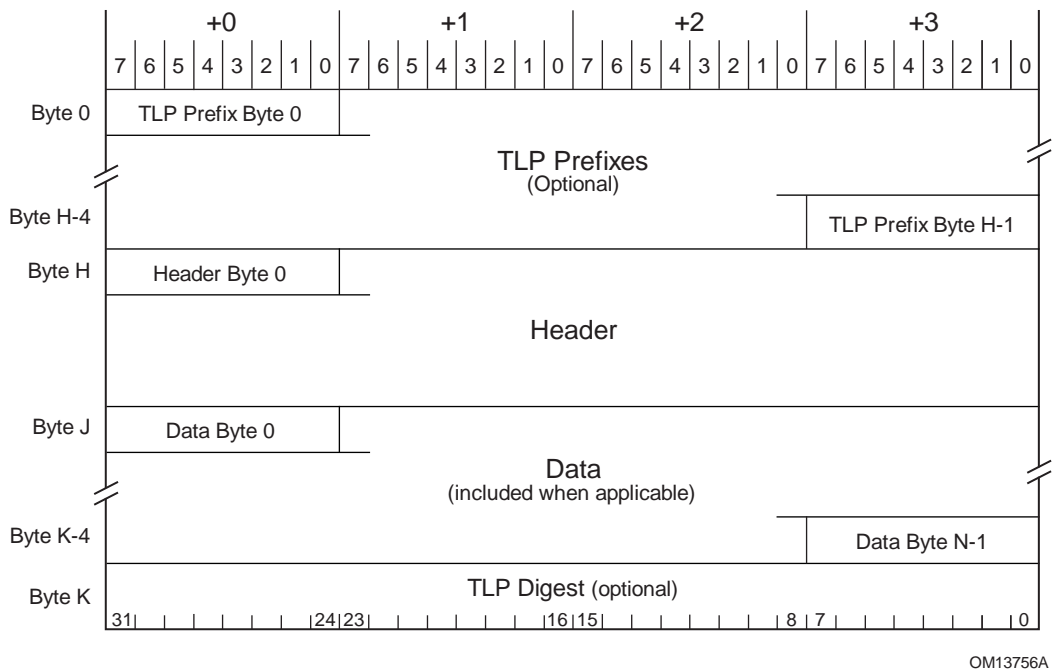 +0 +1 +2 +3
7 6 5 4 3 2 1 0 7 6 5 4 3 2 1 0 7 6 5 4 3 2 1 0 7 6 5 4 3 2 1 0
Byte 0 TLP Prefix Byte 0
TLP Prefixes
(Optional)
Byte H-4 TLP Prefix Byte H-1
Byte H Header Byte 0
Header
Byte J Data Byte 0
Data
(included when applicable)
Byte K-4 Data Byte N-1
TLP Digest (optional)
Byte K
31 24 23 16 15 8 7 0
OM13756A